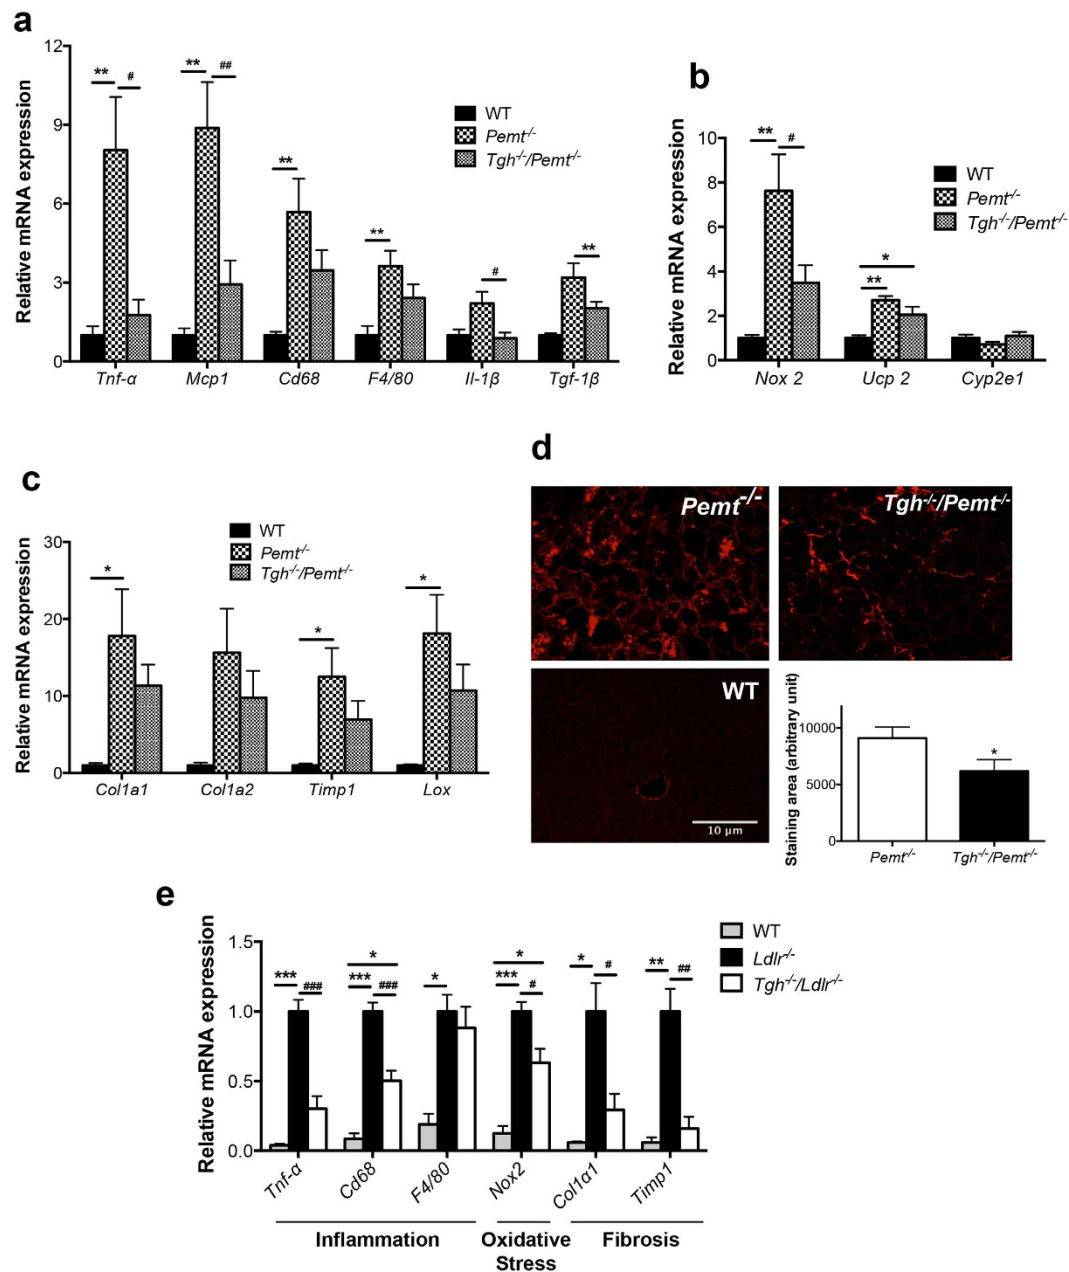 a
Relative mRNA expression
12
9
6
3
0
** # ** ## ** ** # **
WT
Pemt-/-
Tgh-/-/Pemt-/-
Tnf-α Mcp1 Cd68 F4/80 Il-1β Tgf-1β
b
Relative mRNA expression
10
8
6
4
2
0
** # * **
WT
Pemt-/-
Tgh-/-/Pemt-/-
Nox 2 Ucp 2 Cyp2e1
c
Relative mRNA expression
30
20
10
0
* * *
WT
Pemt-/-
Tgh-/-/Pemt-/-
Col1a1 Col1a2 Timp1 Lox
d
Pemt-/-
Tgh-/-/Pemt-/-
WT
10 µm
Staining area (arbitrary unit)
10000
5000
0
*
Pemt-/- Tgh-/-/Pemt-/-
e
Relative mRNA expression
1.5
1.0
0.5
0.0
* *
*** ### *** ### * *** # * # ** ##
WT
Ldlr-/-
Tgh-/-/Ldlr-/-
Tnf-α Cd68 F4/80 Nox2 Col1α1 Timp1
Inflammation Oxidative Fibrosis
Stress